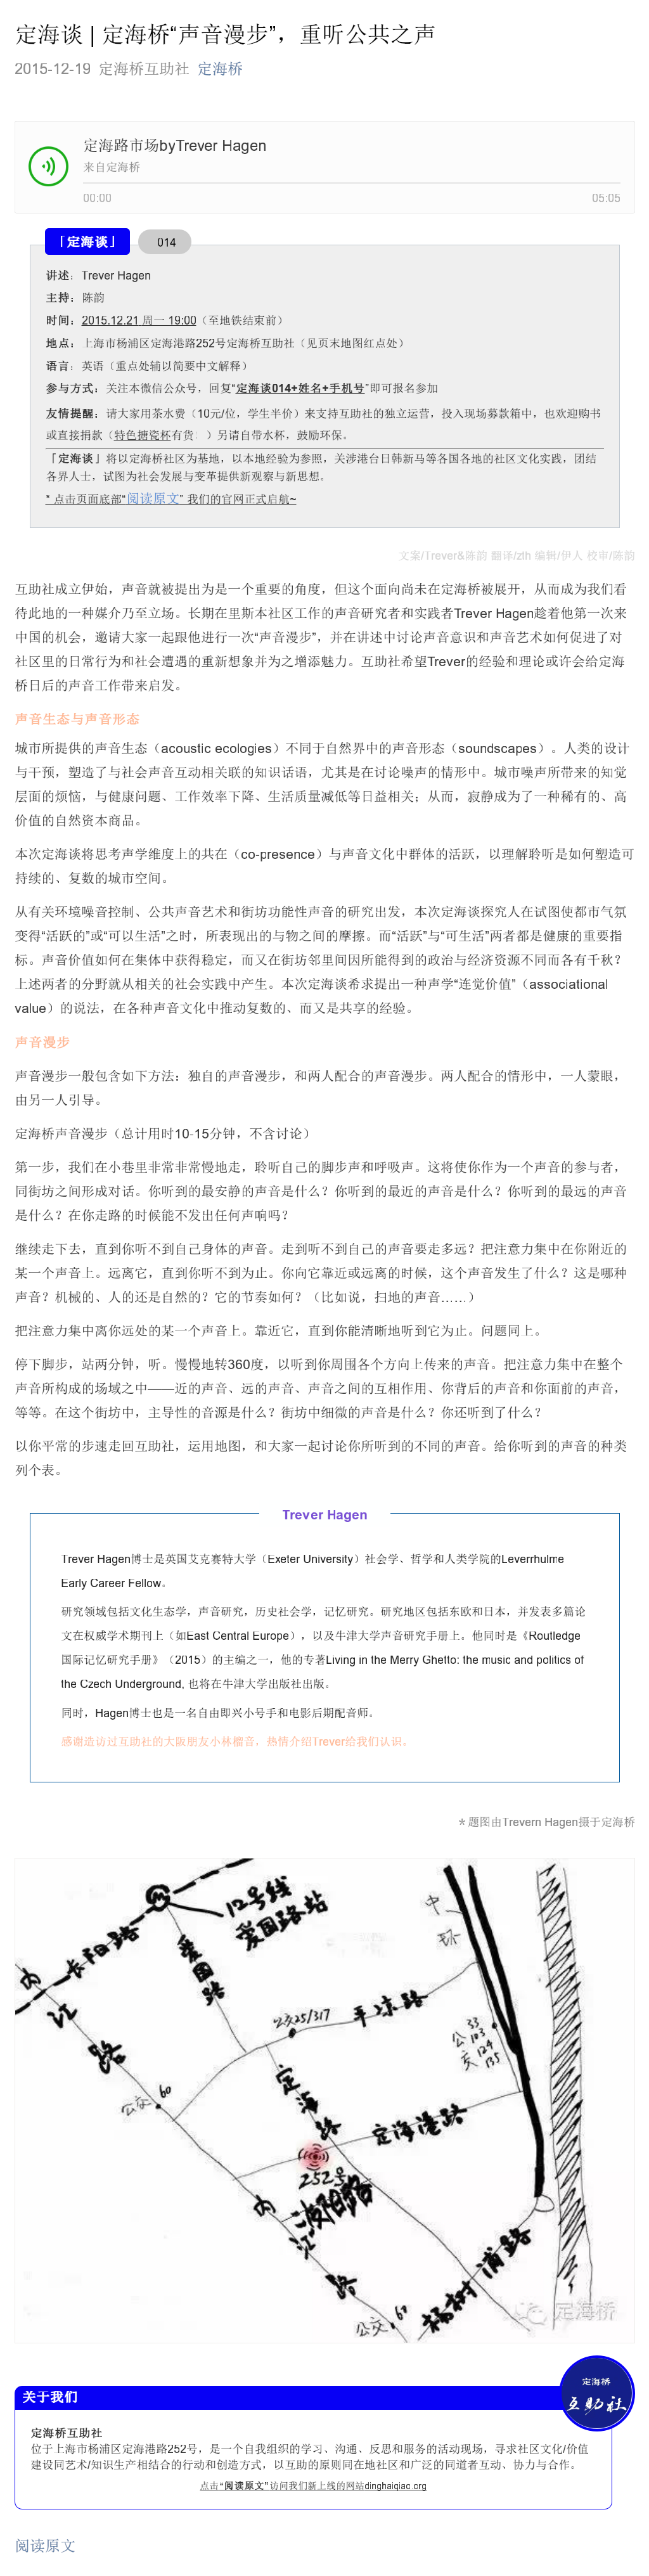 定海谈 | 定海桥“声音漫步”，重听公共之声
2015-12-19 定海桥互助社 定海桥
定海路市场byTrever Hagen
来自定海桥
00:00 05:05
「定海谈」 014
讲述：Trever Hagen
主持：陈韵
时间：2015.12.21 周一 19:00（至地铁结束前）
地点：上海市杨浦区定海港路252号定海桥互助社（见页末地图红点处）
语言：英语（重点处辅以简要中文解释）
参与方式：关注本微信公众号，回复“定海谈014+姓名+手机号”即可报名参加
友情提醒：请大家用茶水费（10元/位，学生半价）来支持互助社的独立运营，投入现场募款箱中，也欢迎购书
或直接捐款（特色搪瓷杯有货！）另请自带水杯，鼓励环保。
「定海谈」将以定海桥社区为基地，以本地经验为参照，关涉港台日韩新马等各国各地的社区文化实践，团结
各界人士，试图为社会发展与变革提供新观察与新思想。
* 点击页面底部“阅读原文” 我们的官网正式启航~
文案/Trever&陈韵 翻译/zth 编辑/伊人 校审/陈韵
互助社成立伊始，声音就被提出为是一个重要的角度，但这个面向尚未在定海桥被展开，从而成为我们看
待此地的一种媒介乃至立场。长期在里斯本社区工作的声音研究者和实践者Trever Hagen趁着他第一次来
中国的机会，邀请大家一起跟他进行一次“声音漫步”，并在讲述中讨论声音意识和声音艺术如何促进了对
社区里的日常行为和社会遭遇的重新想象并为之增添魅力。互助社希望Trever的经验和理论或许会给定海
桥日后的声音工作带来启发。
声音生态与声音形态
城市所提供的声音生态（acoustic ecologies）不同于自然界中的声音形态（soundscapes）。人类的设计
与干预，塑造了与社会声音互动相关联的知识话语，尤其是在讨论噪声的情形中。城市噪声所带来的知觉
层面的烦恼，与健康问题、工作效率下降、生活质量减低等日益相关；从而，寂静成为了一种稀有的、高
价值的自然资本商品。
本次定海谈将思考声学维度上的共在（co-presence）与声音文化中群体的活跃，以理解聆听是如何塑造可
持续的、复数的城市空间。
从有关环境噪音控制、公共声音艺术和街坊功能性声音的研究出发，本次定海谈探究人在试图使都市气氛
变得“活跃的”或“可以生活”之时，所表现出的与物之间的摩擦。而“活跃”与“可生活”两者都是健康的重要指
标。声音价值如何在集体中获得稳定，而又在街坊邻里间因所能得到的政治与经济资源不同而各有千秋？
上述两者的分野就从相关的社会实践中产生。本次定海谈希求提出一种声学“连觉价值”（associational
value）的说法，在各种声音文化中推动复数的、而又是共享的经验。
声音漫步
声音漫步一般包含如下方法：独自的声音漫步，和两人配合的声音漫步。两人配合的情形中，一人蒙眼，
由另一人引导。
定海桥声音漫步（总计用时10-15分钟，不含讨论）
第一步，我们在小巷里非常非常慢地走，聆听自己的脚步声和呼吸声。这将使你作为一个声音的参与者，
同街坊之间形成对话。你听到的最安静的声音是什么？你听到的最近的声音是什么？你听到的最远的声音
是什么？在你走路的时候能不发出任何声响吗？
继续走下去，直到你听不到自己身体的声音。走到听不到自己的声音要走多远？把注意力集中在你附近的
某一个声音上。远离它，直到你听不到为止。你向它靠近或远离的时候，这个声音发生了什么？这是哪种
声音？机械的、人的还是自然的？它的节奏如何？（比如说，扫地的声音……）
把注意力集中离你远处的某一个声音上。靠近它，直到你能清晰地听到它为止。问题同上。
停下脚步，站两分钟，听。慢慢地转360度，以听到你周围各个方向上传来的声音。把注意力集中在整个
声音所构成的场域之中——近的声音、远的声音、声音之间的互相作用、你背后的声音和你面前的声音，
等等。在这个街坊中，主导性的音源是什么？街坊中细微的声音是什么？你还听到了什么？
以你平常的步速走回互助社，运用地图，和大家一起讨论你所听到的不同的声音。给你听到的声音的种类
列个表。
Trever Hagen
Trever Hagen博士是英国艾克赛特大学（Exeter University）社会学、哲学和人类学院的Leverrhulme
Early Career Fellow。
研究领域包括文化生态学，声音研究，历史社会学，记忆研究。研究地区包括东欧和日本，并发表多篇论
文在权威学术期刊上（如East Central Europe），以及牛津大学声音研究手册上。他同时是《Routledge
国际记忆研究手册》（2015）的主编之一，他的专著Living in the Merry Ghetto: the music and politics of
the Czech Underground, 也将在牛津大学出版社出版。
同时，Hagen博士也是一名自由即兴小号手和电影后期配音师。
感谢造访过互助社的大阪朋友小林榴音，热情介绍Trever给我们认识。
＊题图由Trevern Hagen摄于定海桥
12号线
爱国路站
长阳路
爱国路
中环
内江路
公交25/317
平凉路
公交
33
103
124
135
公交60
定海路
定海港路
252号
波阳路
内江路
杨树浦路
公交
67
定海桥
定海桥
互助社
关于我们
定海桥互助社
位于上海市杨浦区定海港路252号，是一个自我组织的学习、沟通、反思和服务的活动现场，寻求社区文化/价值
建设同艺术/知识生产相结合的行动和创造方式，以互助的原则同在地社区和广泛的同道者互动、协力与合作。
点击“阅读原文”访问我们新上线的网站dinghaiqiao.org
阅读原文